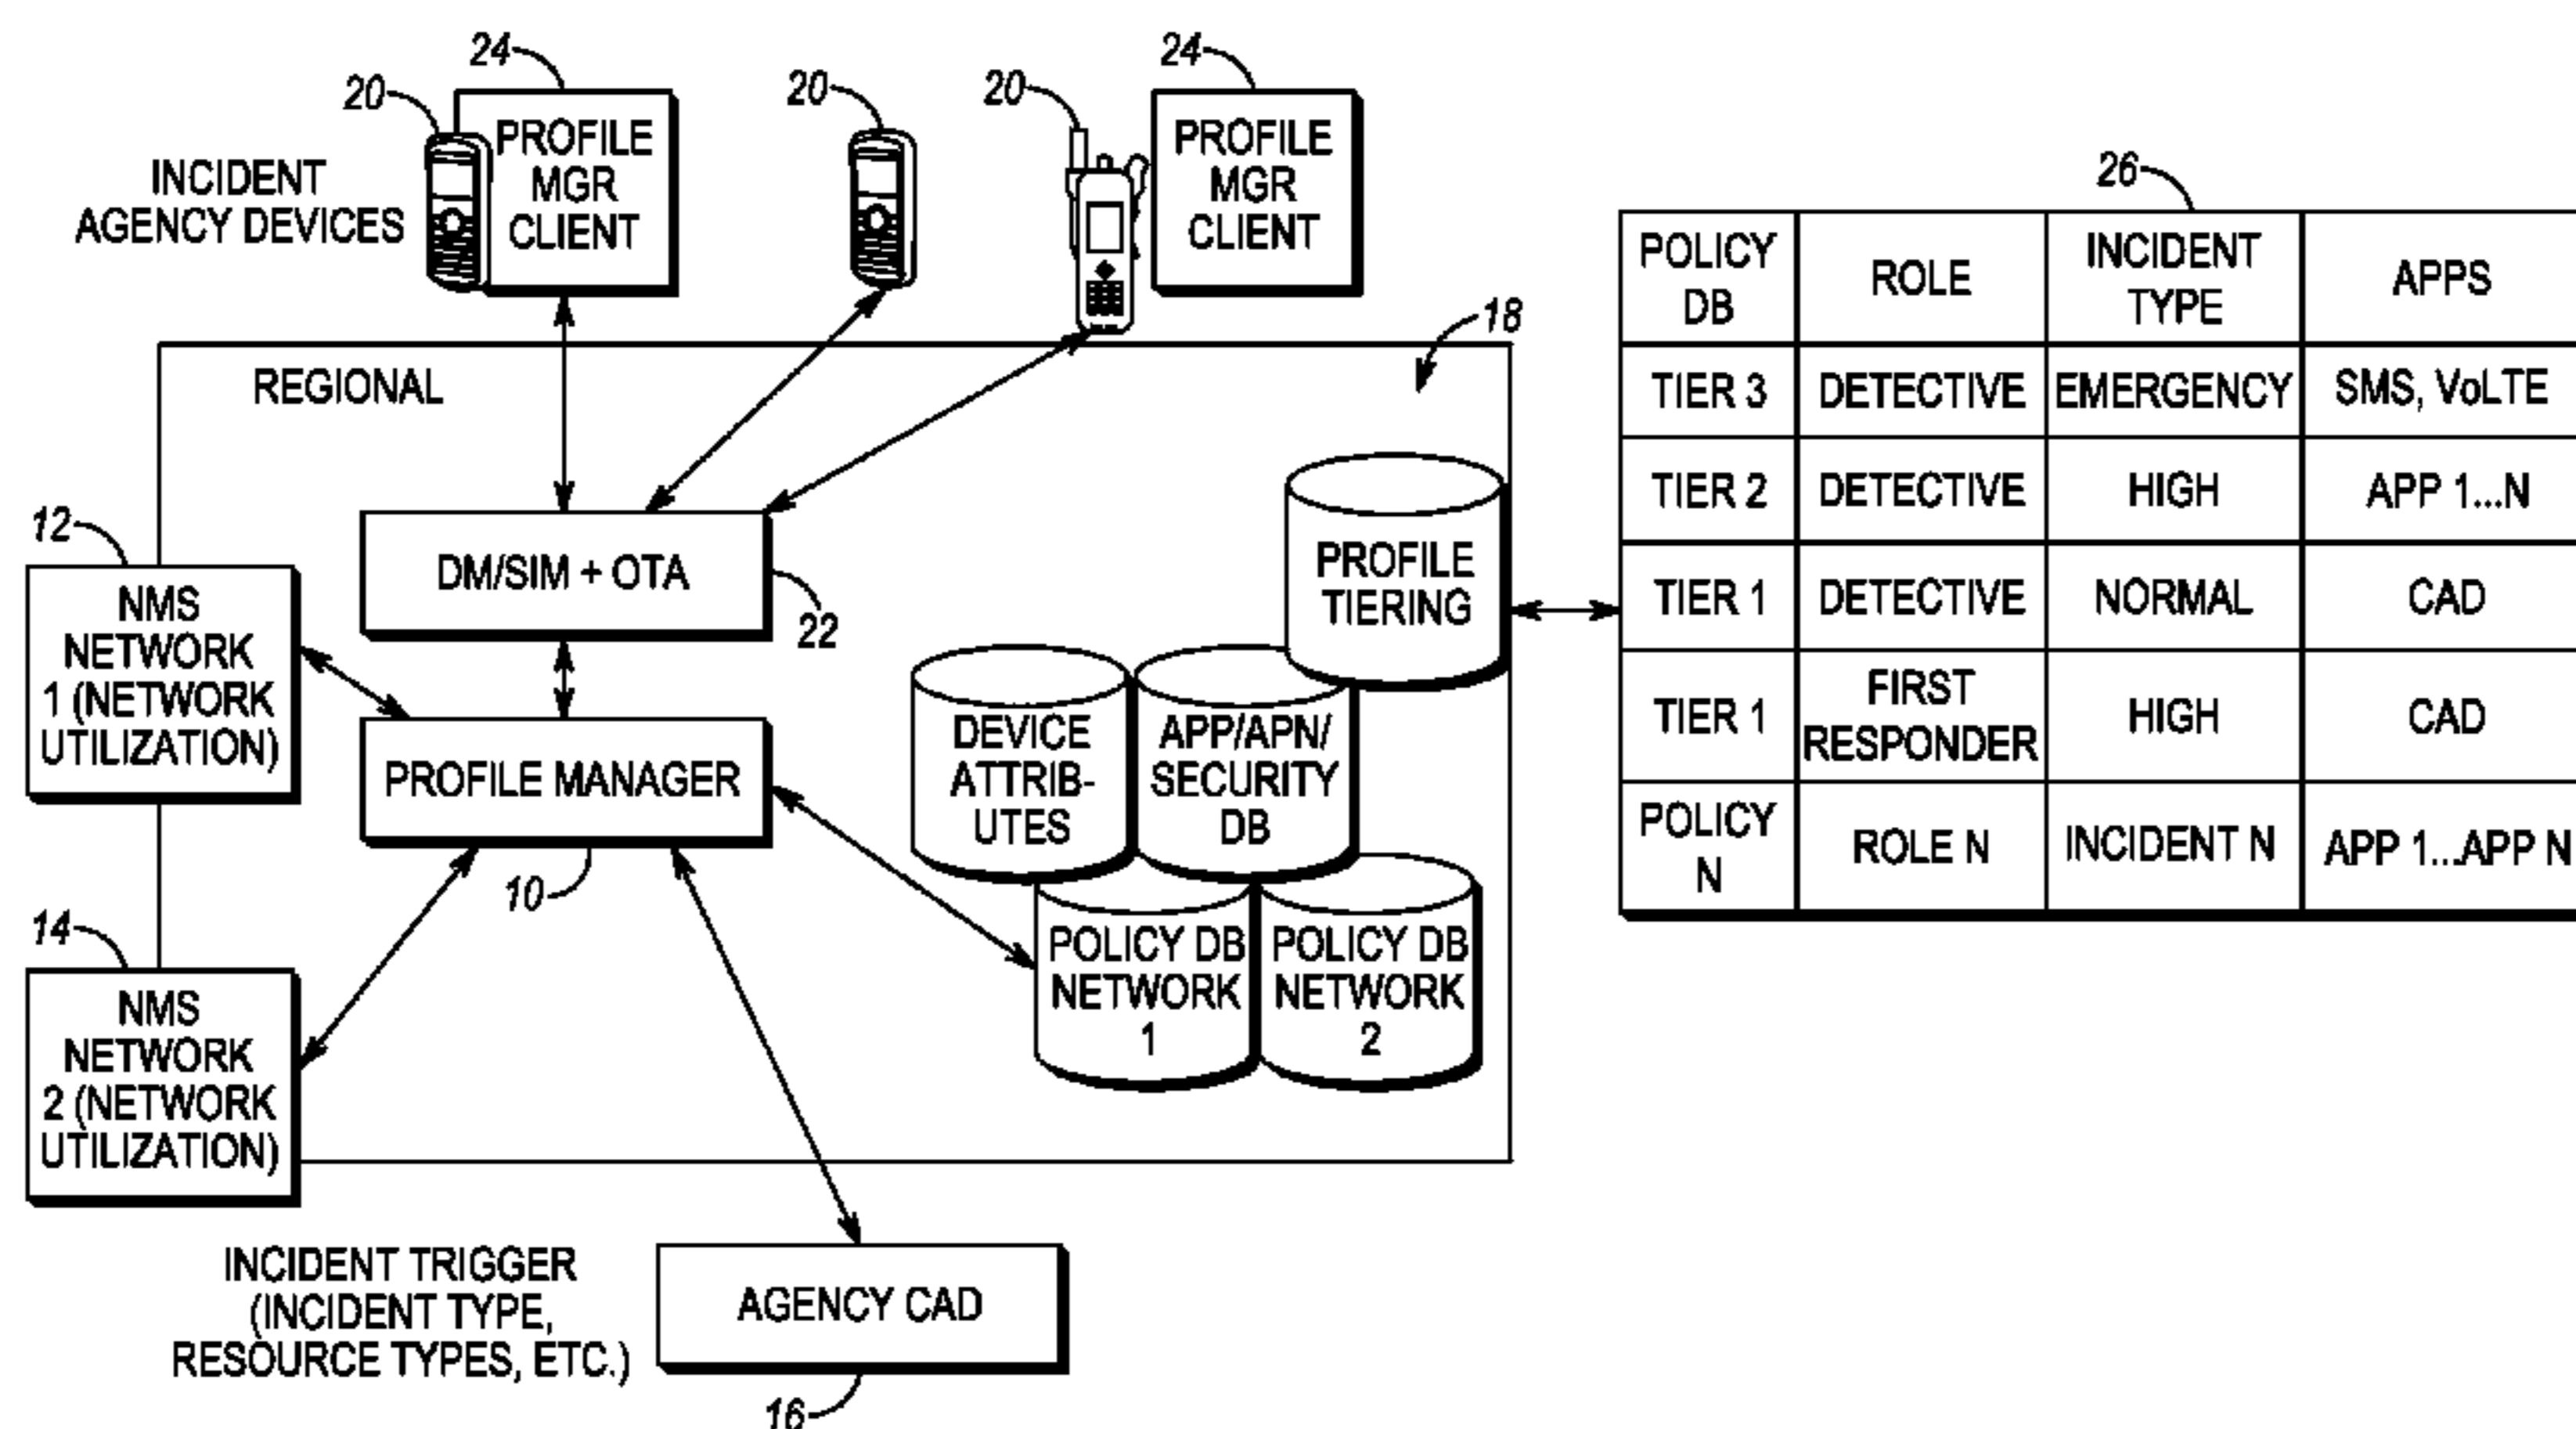 24
20
PROFILE
MGR
CLIENT
20
20
24
PROFILE
MGR
CLIENT
INCIDENT
AGENCY DEVICES
18
REGIONAL
12
NMS
NETWORK
1 (NETWORK
UTILIZATION)
DM/SIM + OTA
22
PROFILE MANAGER
10
14
NMS
NETWORK
2 (NETWORK
UTILIZATION)
PROFILE
TIERING
DEVICE
ATTRIB-
UTES
APP/APN/
SECURITY
DB
POLICY DB
NETWORK
1
POLICY DB
NETWORK
2
INCIDENT TRIGGER
(INCIDENT TYPE,
RESOURCE TYPES, ETC.)
AGENCY CAD
16
26
POLICY
DB
ROLE
INCIDENT
TYPE
APPS
TIER 3
DETECTIVE
EMERGENCY
SMS, VoLTE
TIER 2
DETECTIVE
HIGH
APP 1...N
TIER 1
DETECTIVE
NORMAL
CAD
TIER 1
FIRST
RESPONDER
HIGH
CAD
POLICY
N
ROLE N
INCIDENT N
APP 1...APP N